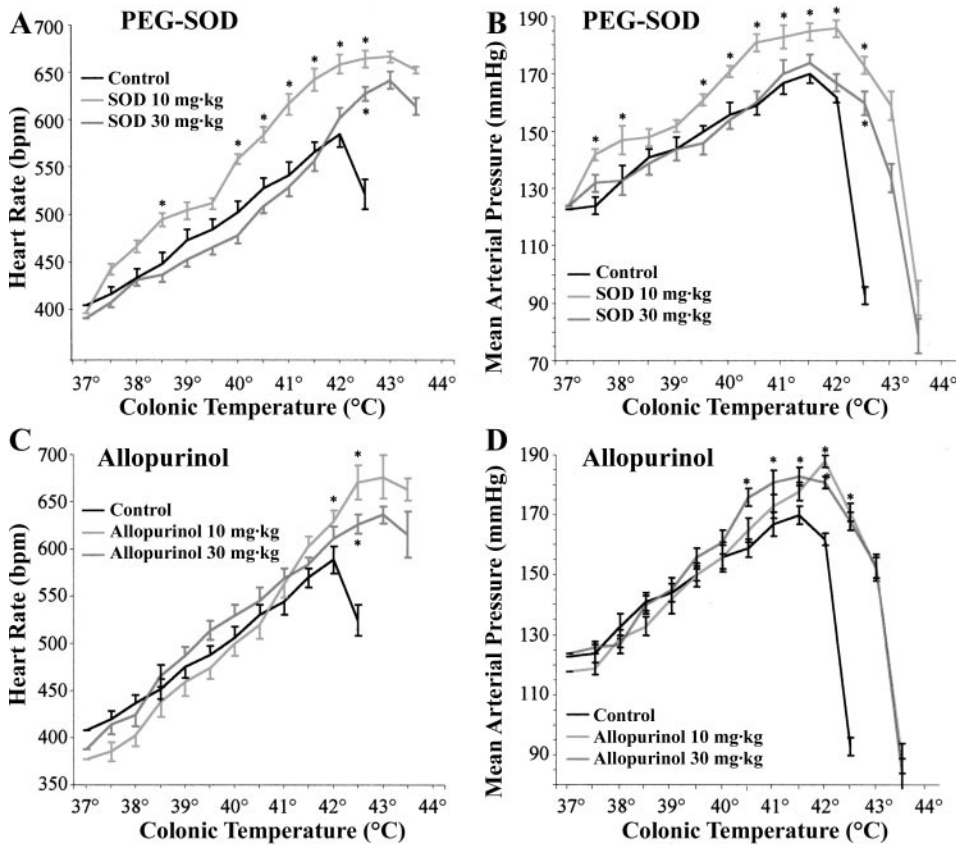 A PEG-SOD
Heart Rate (bpm)
700
650
600
550
500
450
400
Control
SOD 10 mg·kg
SOD 30 mg·kg
*
*
*
*
*
*
*
*
37° 38° 39° 40° 41° 42° 43° 44°
Colonic Temperature (°C)
B PEG-SOD
Mean Arterial Pressure (mmHg)
190
170
150
130
110
90
70
*
*
*
*
*
*
*
*
*
*
Control
SOD 10 mg·kg
SOD 30 mg·kg
37° 38° 39° 40° 41° 42° 43° 44°
Colonic Temperature (°C)
C Allopurinol
Heart Rate (bpm)
700
650
600
550
500
450
400
350
Control
Allopurinol 10 mg·kg
Allopurinol 30 mg·kg
*
*
*
37° 38° 39° 40° 41° 42° 43° 44°
Colonic Temperature (°C)
D Allopurinol
Mean Arterial Pressure (mmHg)
190
170
150
130
110
90
*
*
*
*
*
*
Control
Allopurinol 10 mg·kg
Allopurinol 30 mg·kg
37° 38° 39° 40° 41° 42° 43° 44°
Colonic Temperature (°C)